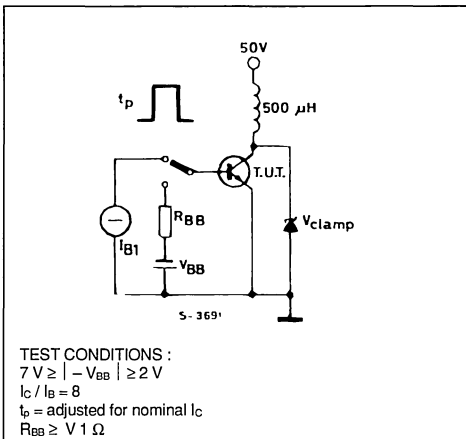 50V
tp
500 μH
T.U.T.
Vclamp
RBB
IB1
VBB
S-3691
TEST CONDITIONS :
7 V ≥ | – VBB | ≥ 2 V
IC / IB = 8
tp = adjusted for nominal IC
RBB ≥ V 1 Ω